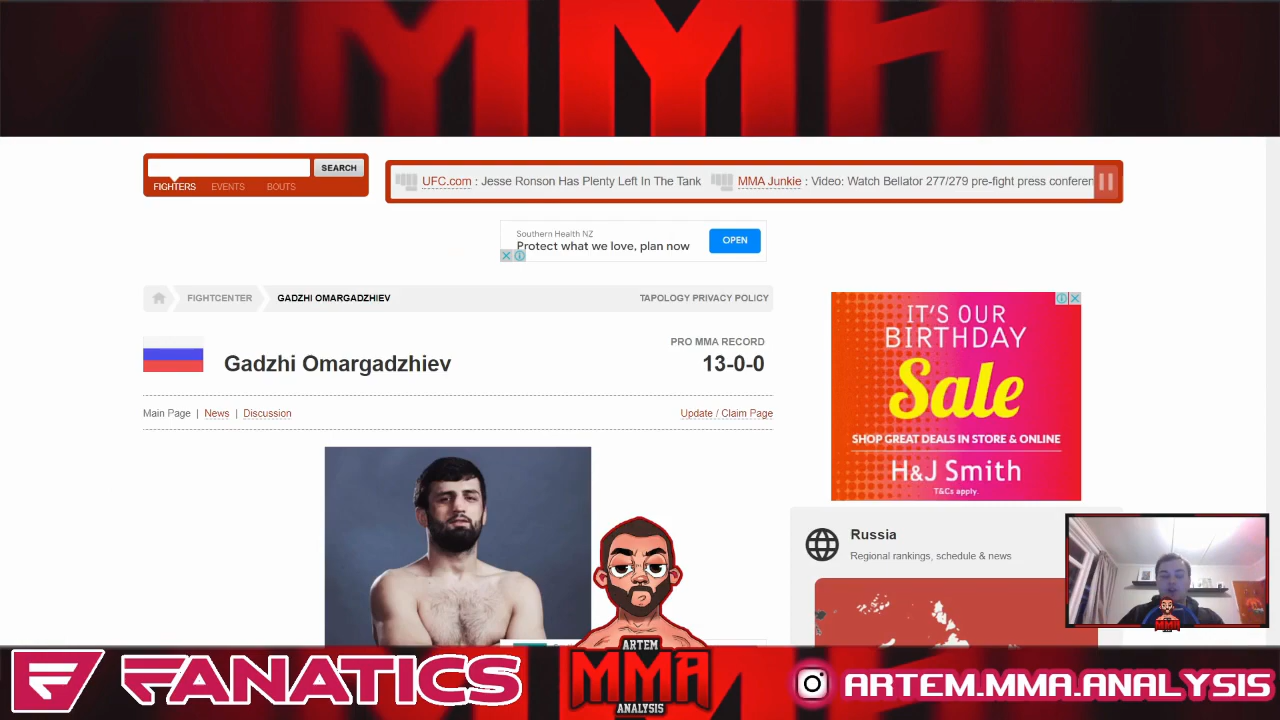 MMA
SEARCH
FIGHTERS EVENTS BOUTS
UFC.com : Jesse Ronson Has Plenty Left In The Tank MMA Junkie : Video: Watch Bellator 277/279 pre-fight press conferen
Southern Health NZ
Protect what we love, plan now
OPEN
FIGHTCENTER GADZHI OMARGADZHIEV TAPOLOGY PRIVACY POLICY
PRO MMA RECORD
Gadzhi Omargadzhiev 13-0-0
Main Page | News | Discussion Update / Claim Page
IT'S OUR
BIRTHDAY
Sale
SHOP GREAT DEALS IN STORE & ONLINE
H&J Smith
T&Cs apply.
Russia
Regional rankings, schedule & news
MMA
FANATICS
ARTEM
MMA
ANALYSIS
ARTEM.MMA.ANALYSIS